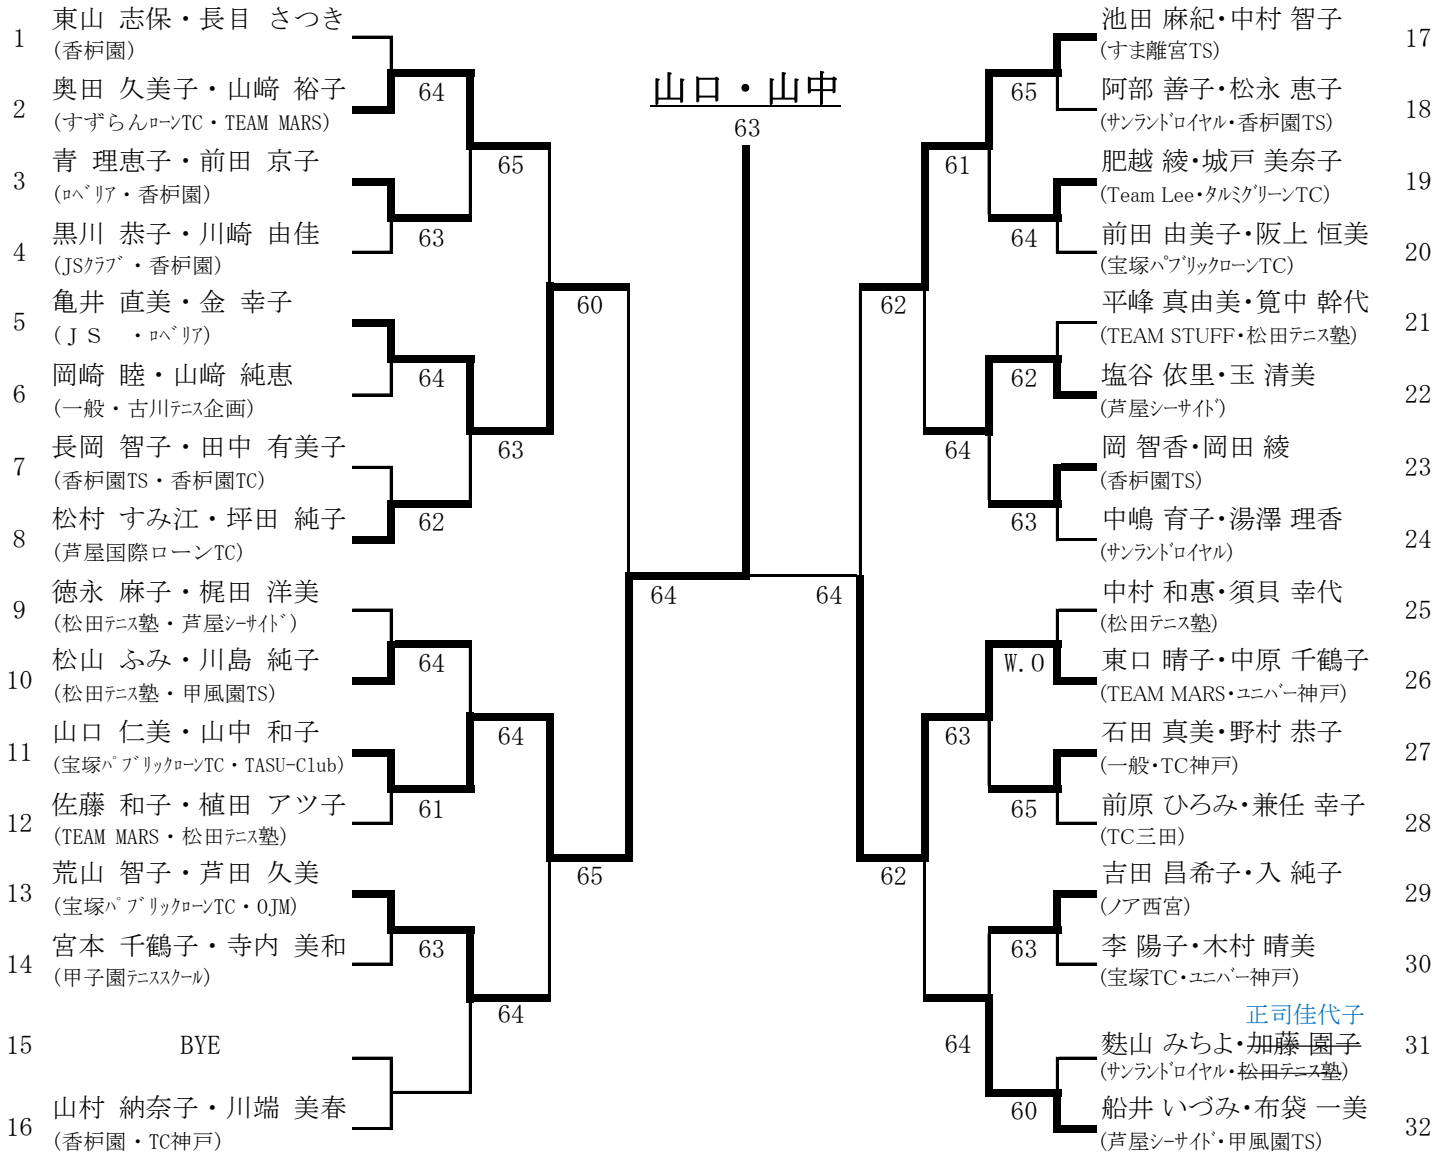 山口・山中
63
1
東山 志保・長目 さつき
(香枦園)
2
奥田 久美子・山﨑 裕子
(すずらんﾛｰﾝTC・TEAM MARS)
64
3
青 理恵子・前田 京子
(ﾛﾍﾞﾘｱ・香枦園)
65
4
黒川 恭子・川崎 由佳
(JSｸﾗﾌﾞ・香枦園)
63
5
亀井 直美・金 幸子
(ＪＳ ・ﾛﾍﾞﾘｱ)
60
6
岡崎 睦・山﨑 純恵
(一般・古川ﾃﾆｽ企画)
64
7
長岡 智子・田中 有美子
(香枦園TS・香枦園TC)
63
8
松村 すみ江・坪田 純子
(芦屋国際ローンTC)
62
9
徳永 麻子・梶田 洋美
(松田ﾃﾆｽ塾・芦屋ｼｰｻｲﾄﾞ)
64
10
松山 ふみ・川島 純子
(松田テニス塾・甲風園TS)
64
11
山口 仁美・山中 和子
(宝塚ﾊﾟﾌﾞﾘｯｸﾛｰﾝTC・TASU-Club)
64
12
佐藤 和子・植田 アツ子
(TEAM MARS・松田ﾃﾆｽ塾)
61
13
荒山 智子・芦田 久美
(宝塚ﾊﾟﾌﾞﾘｯｸﾛｰﾝTC・OJM)
65
14
宮本 千鶴子・寺内 美和
(甲子園ﾃﾆｽｽｸｰﾙ)
63
64
15
BYE
16
山村 納奈子・川端 美春
(香枦園・TC神戸)
池田 麻紀・中村 智子
(すま離宮TS)
17
65
阿部 善子・松永 恵子
(ｻﾝﾗﾝﾄﾞﾛｲﾔﾙ・香枦園TS)
18
61
肥越 綾・城戸 美奈子
(Team Lee・ﾀﾙﾐｸﾞﾘｰﾝTC)
19
64
前田 由美子・阪上 恒美
(宝塚ﾊﾟﾌﾞﾘｯｸﾛｰﾝTC)
20
62
平峰 真由美・筧中 幹代
(TEAM STUFF・松田テニス塾)
21
62
塩谷 依里・玉 清美
(芦屋ｼｰｻｲﾄﾞ)
22
64
岡 智香・岡田 綾
(香枦園TS)
23
63
中嶋 育子・湯澤 理香
(ｻﾝﾗﾝﾄﾞﾛｲﾔﾙ)
24
64
中村 和惠・須貝 幸代
(松田ﾃﾆｽ塾)
25
W.O
東口 晴子・中原 千鶴子
(TEAM MARS・ﾕﾆﾊﾞｰ神戸)
26
63
石田 真美・野村 恭子
(一般・TC神戸)
27
65
前原 ひろみ・兼任 幸子
(TC三田)
28
62
吉田 昌希子・入 純子
(ノア西宮)
29
63
李 陽子・木村 晴美
(宝塚TC・ﾕﾆﾊﾞｰ神戸)
30
正司佳代子
64
麩山 みちよ・加藤 園子
(ｻﾝﾗﾝﾄﾞﾛｲﾔﾙ・松田テニス塾)
31
60
船井 いづみ・布袋 一美
(芦屋ｼｰｻｲﾄﾞ・甲風園TS)
32